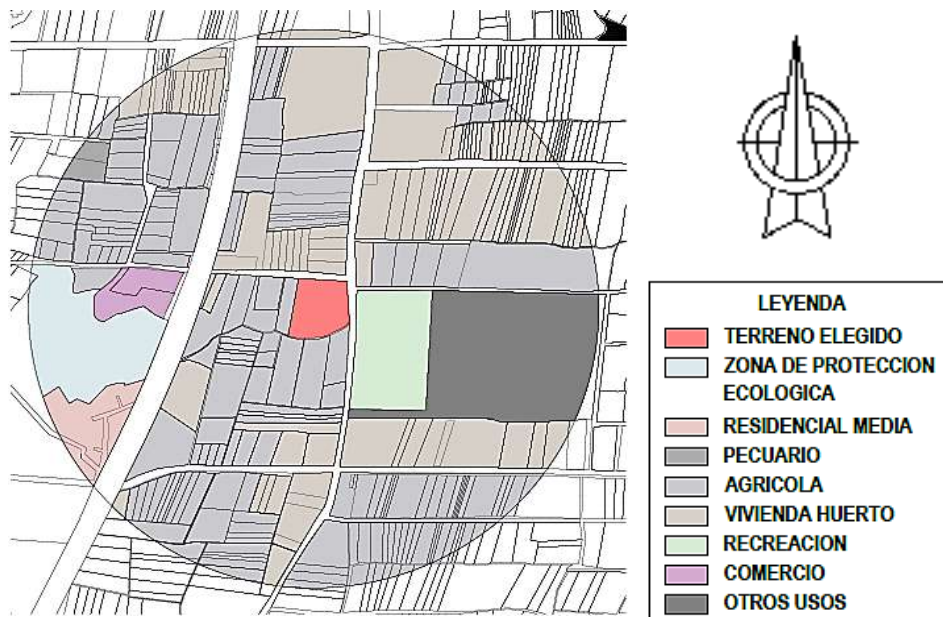 LEYENDA
TERRENO ELEGIDO
ZONA DE PROTECCION
ECOLOGICA
RESIDENCIAL MEDIA
PECUARIO
AGRICOLA
VIVIENDA HUERTO
RECREACION
COMERCIO
OTROS USOS